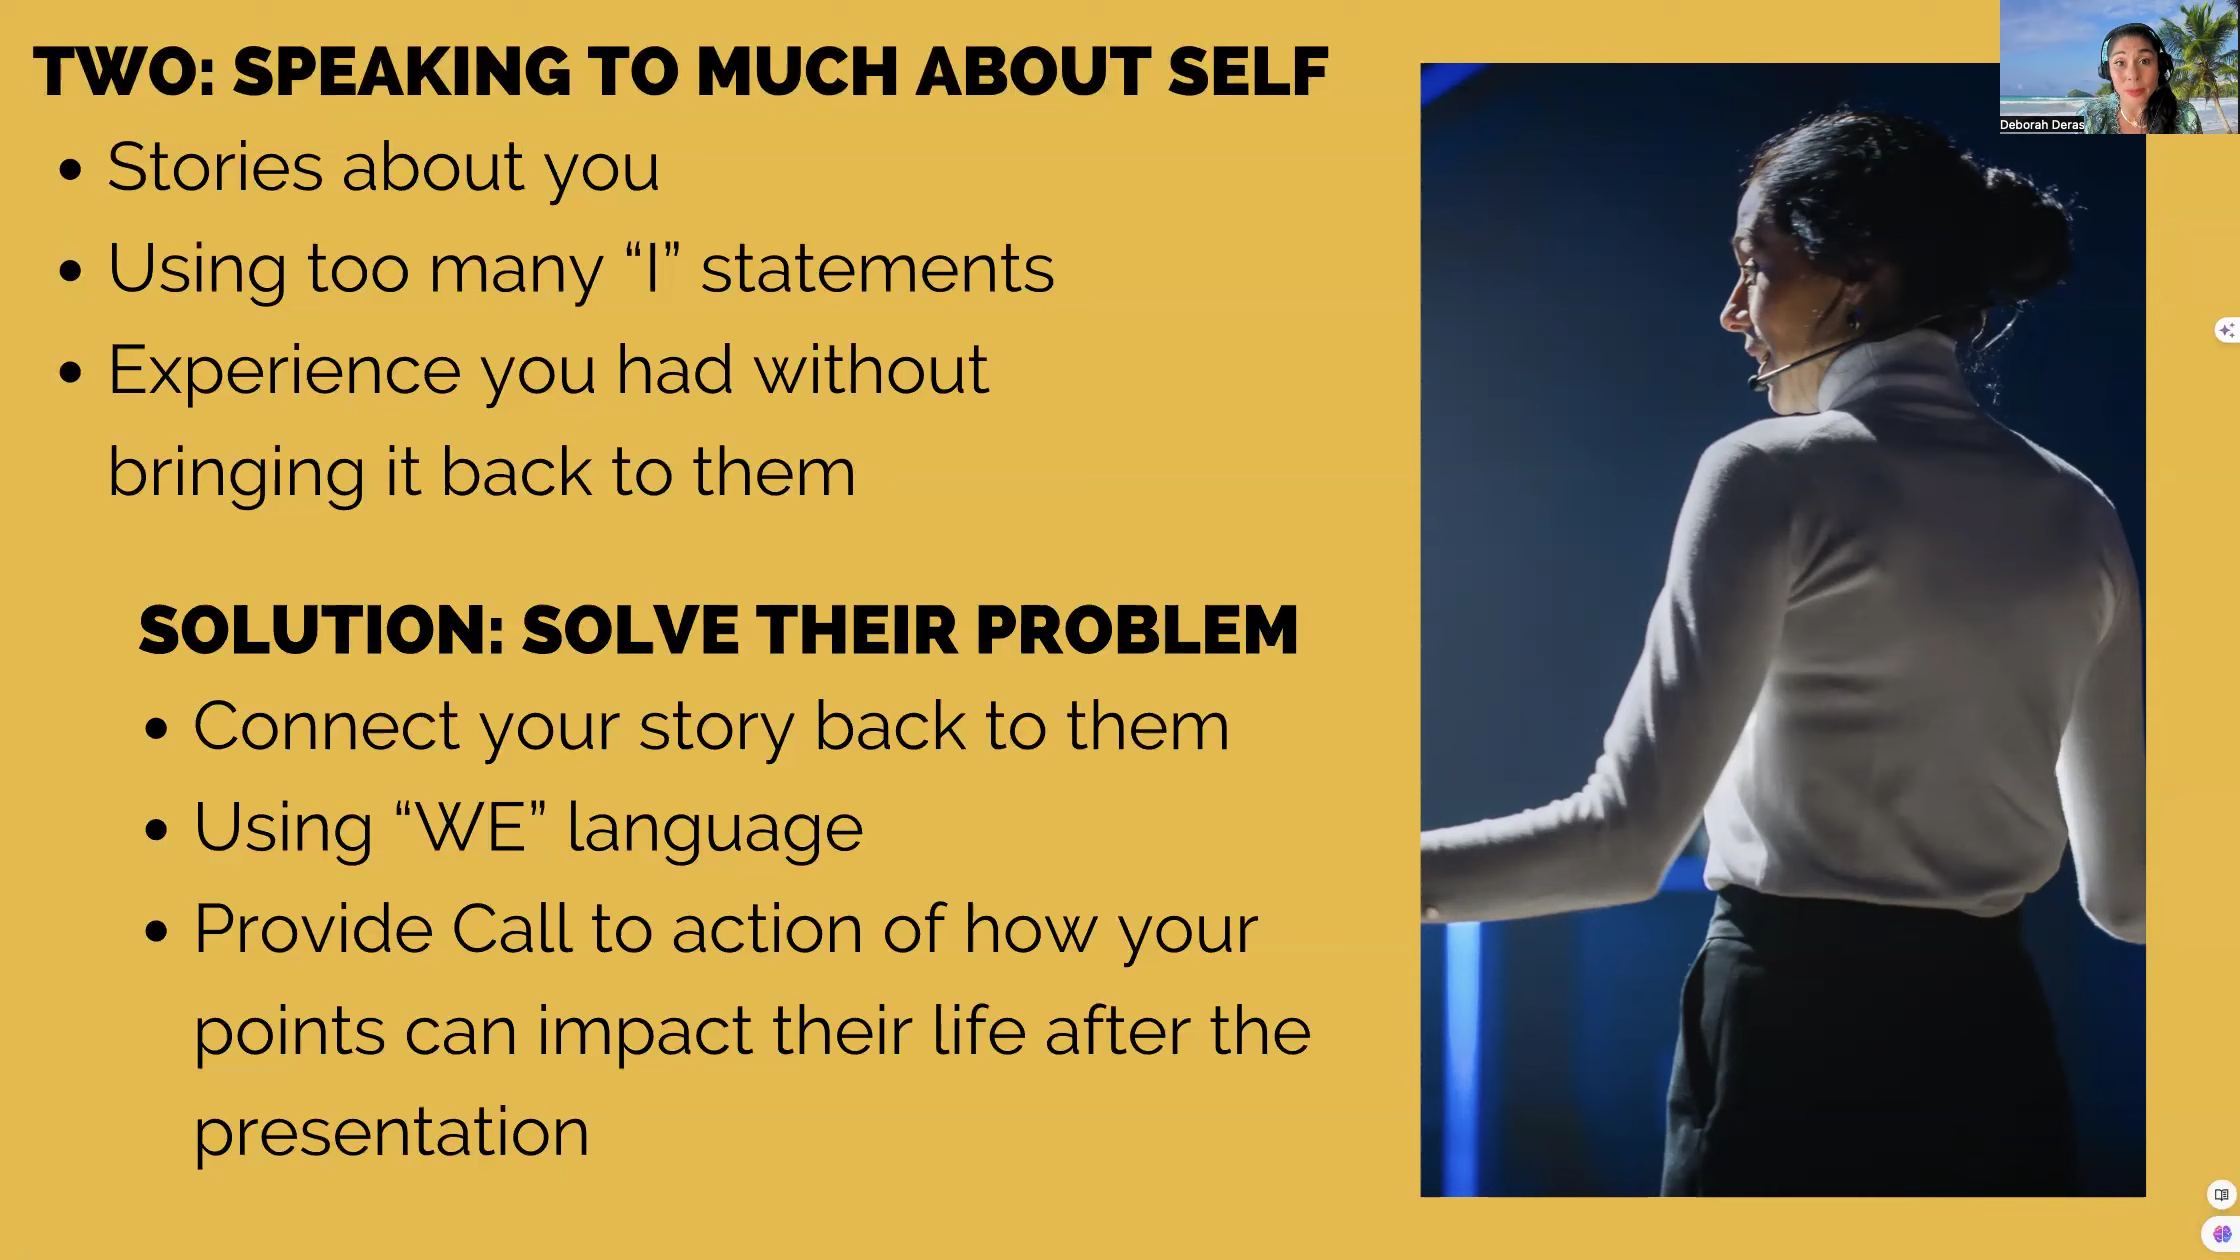 TWO: SPEAKING TO MUCH ABOUT SELF
• Stories about you
• Using too many “I” statements
• Experience you had without
bringing it back to them
SOLUTION: SOLVE THEIR PROBLEM
• Connect your story back to them
• Using “WE” language
• Provide Call to action of how your
points can impact their life after the
presentation
Deborah Deras